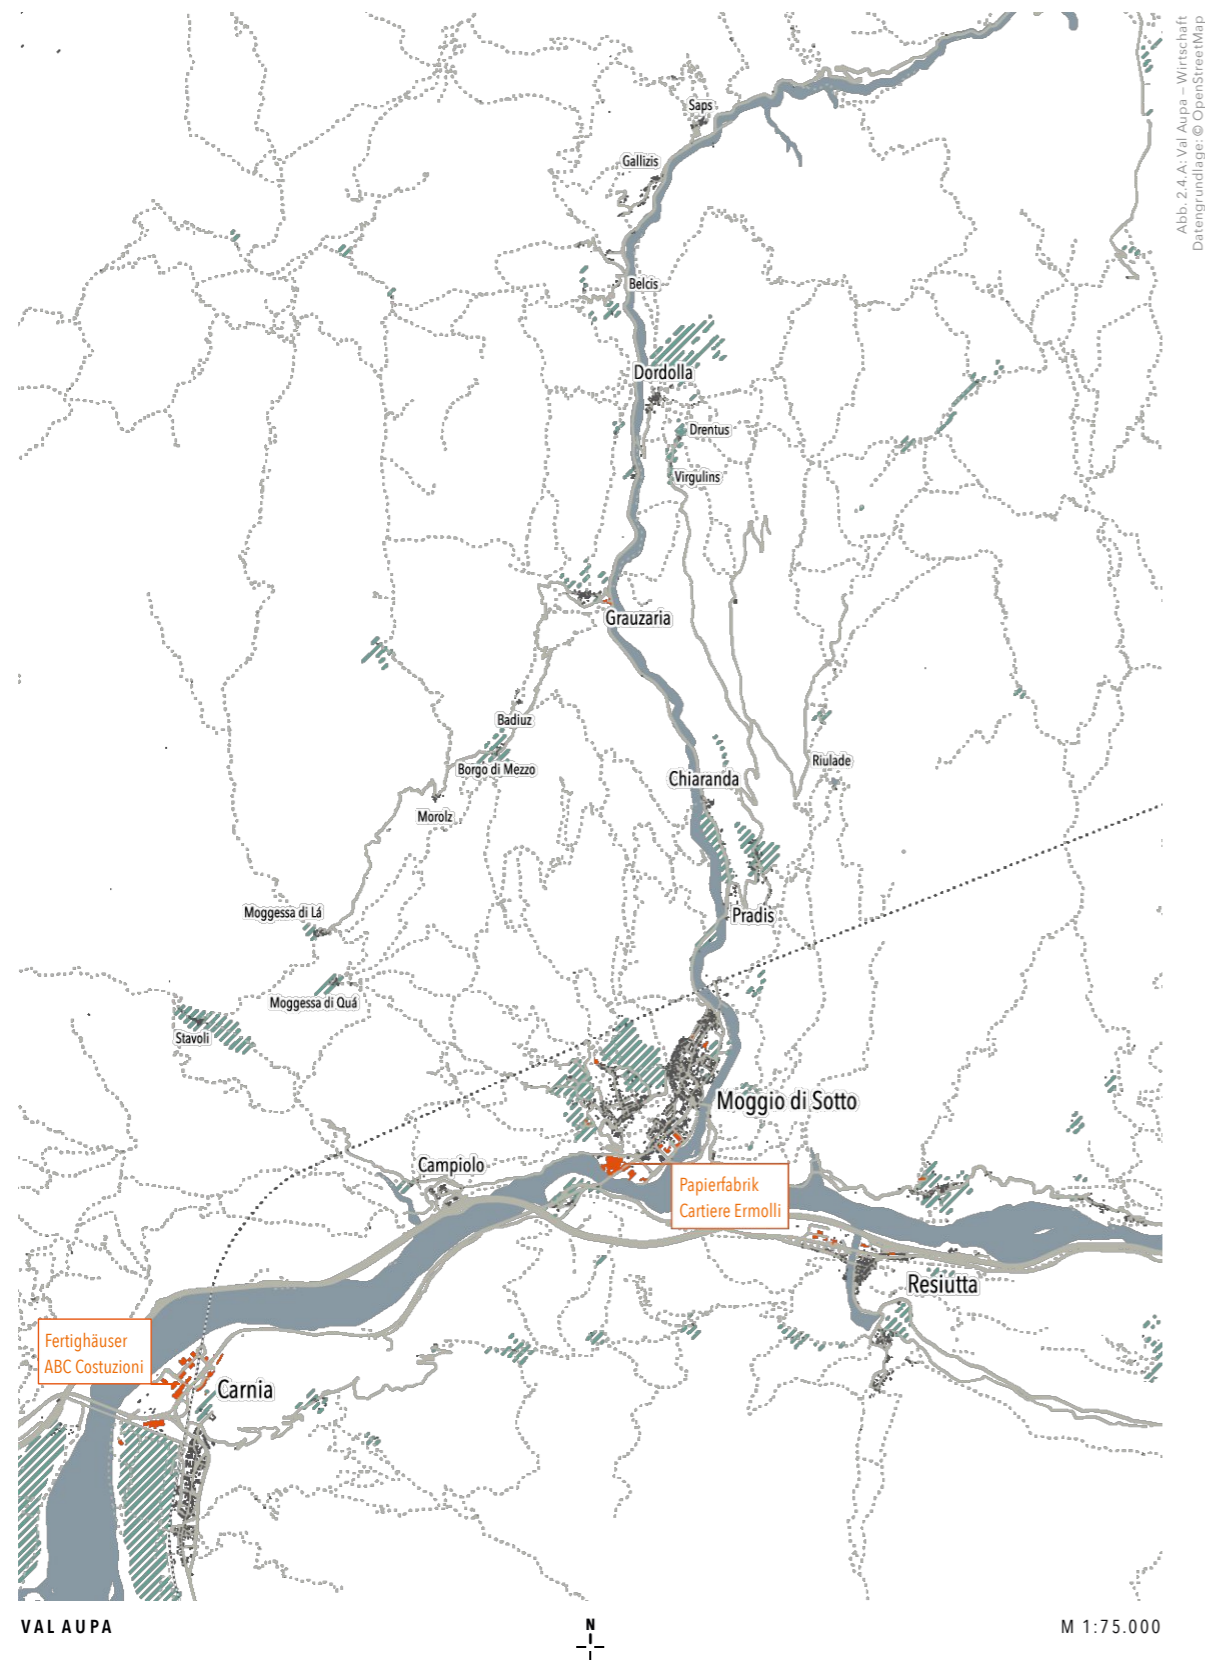 Abb. 2.4.A: Val Aupa – Wirtschaft
Datengrundlage: © OpenStreetMap
Saps
Gallizis
Belcis
Dordolla
Drentus
Virgulins
Grauzaria
Badiuz
Borgo di Mezzo
Chiaranda
Riulade
Morolz
Moggessa di Lá
Pradis
Moggessa di Quá
Stavoli
Moggio di Sotto
Campiolo
Papierfabrik
Cartiere Ermolli
Resiutta
Fertighäuser
ABC Costuzioni
Carnia
VAL AUPA
N
M 1:75.000